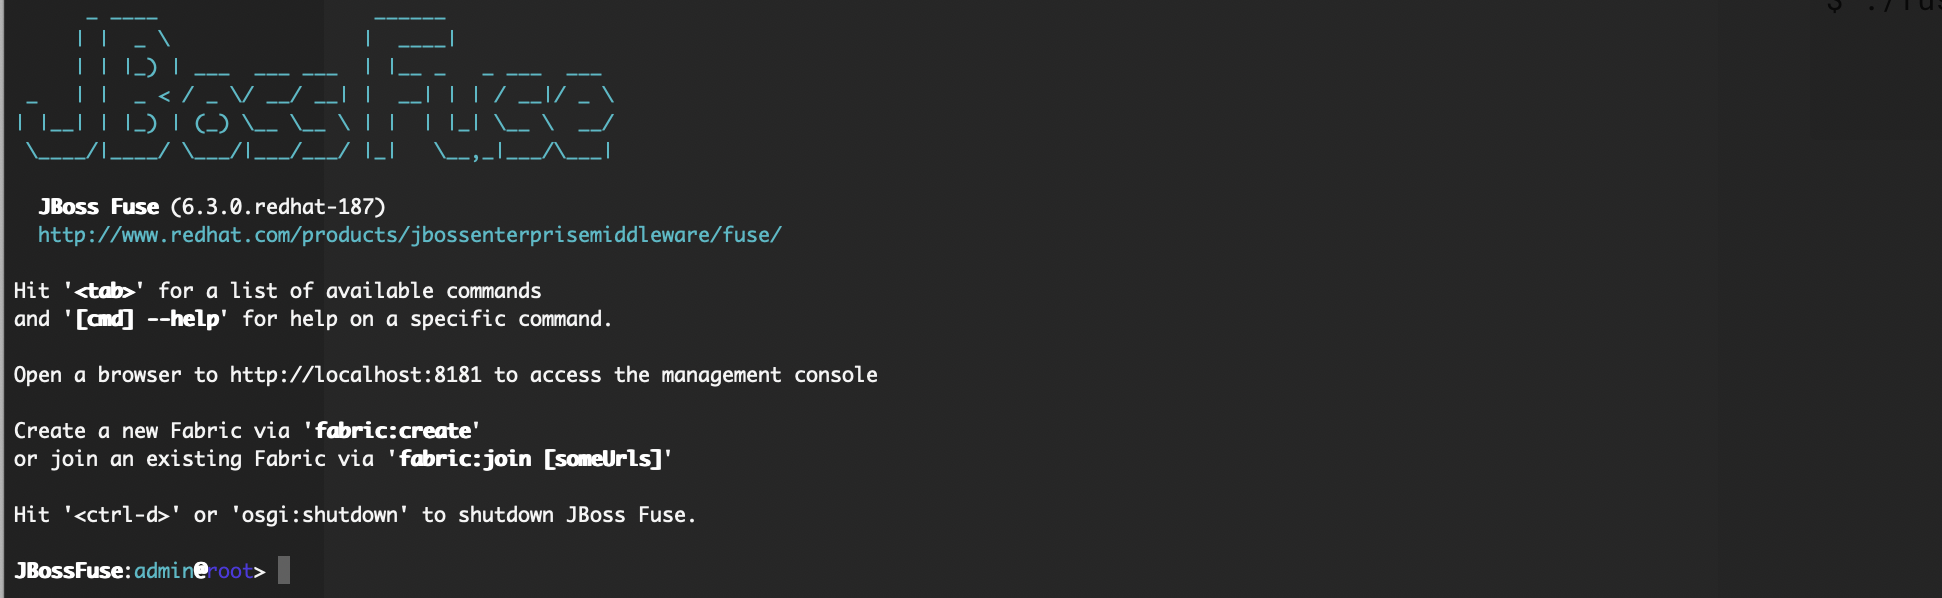 $ ./fus
JBoss Fuse
JBoss Fuse (6.3.0.redhat-187)
http://www.redhat.com/products/jbossenterprisemiddleware/fuse/
Hit '<tab>' for a list of available commands
and '[cmd] --help' for help on a specific command.
Open a browser to http://localhost:8181 to access the management console
Create a new Fabric via 'fabric:create'
or join an existing Fabric via 'fabric:join [someUrls]'
Hit '<ctrl-d>' or 'osgi:shutdown' to shutdown JBoss Fuse.
JBossFuse:admin@root>